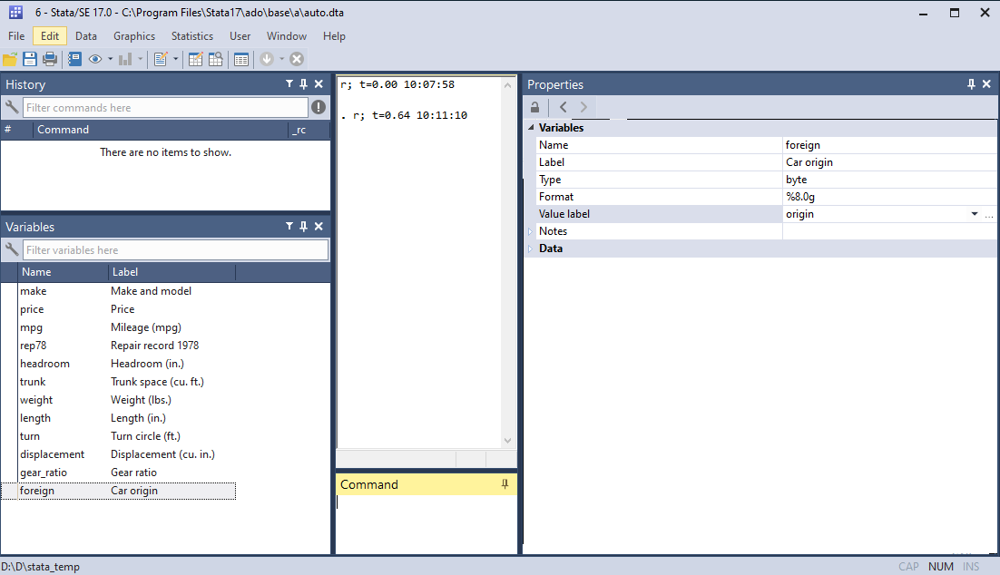 6 - Stata/SE 17.0 - C:\Program Files\Stata17\ado\base\a\auto.dta
File Edit Data Graphics Statistics User Window Help
History
Filter commands here
# Command _rc
There are no items to show.
Variables
Filter variables here
Name Label
make Make and model
price Price
mpg Mileage (mpg)
rep78 Repair record 1978
headroom Headroom (in.)
trunk Trunk space (cu. ft.)
weight Weight (lbs.)
length Length (in.)
turn Turn circle (ft.)
displacement Displacement (cu. in.)
gear_ratio Gear ratio
foreign Car origin
r; t=0.00 10:07:58
. r; t=0.64 10:11:10
Command
Properties
Variables
Name foreign
Label Car origin
Type byte
Format %8.0g
Value label origin ...
Notes
Data
D:\D\stata_temp
CAP NUM INS